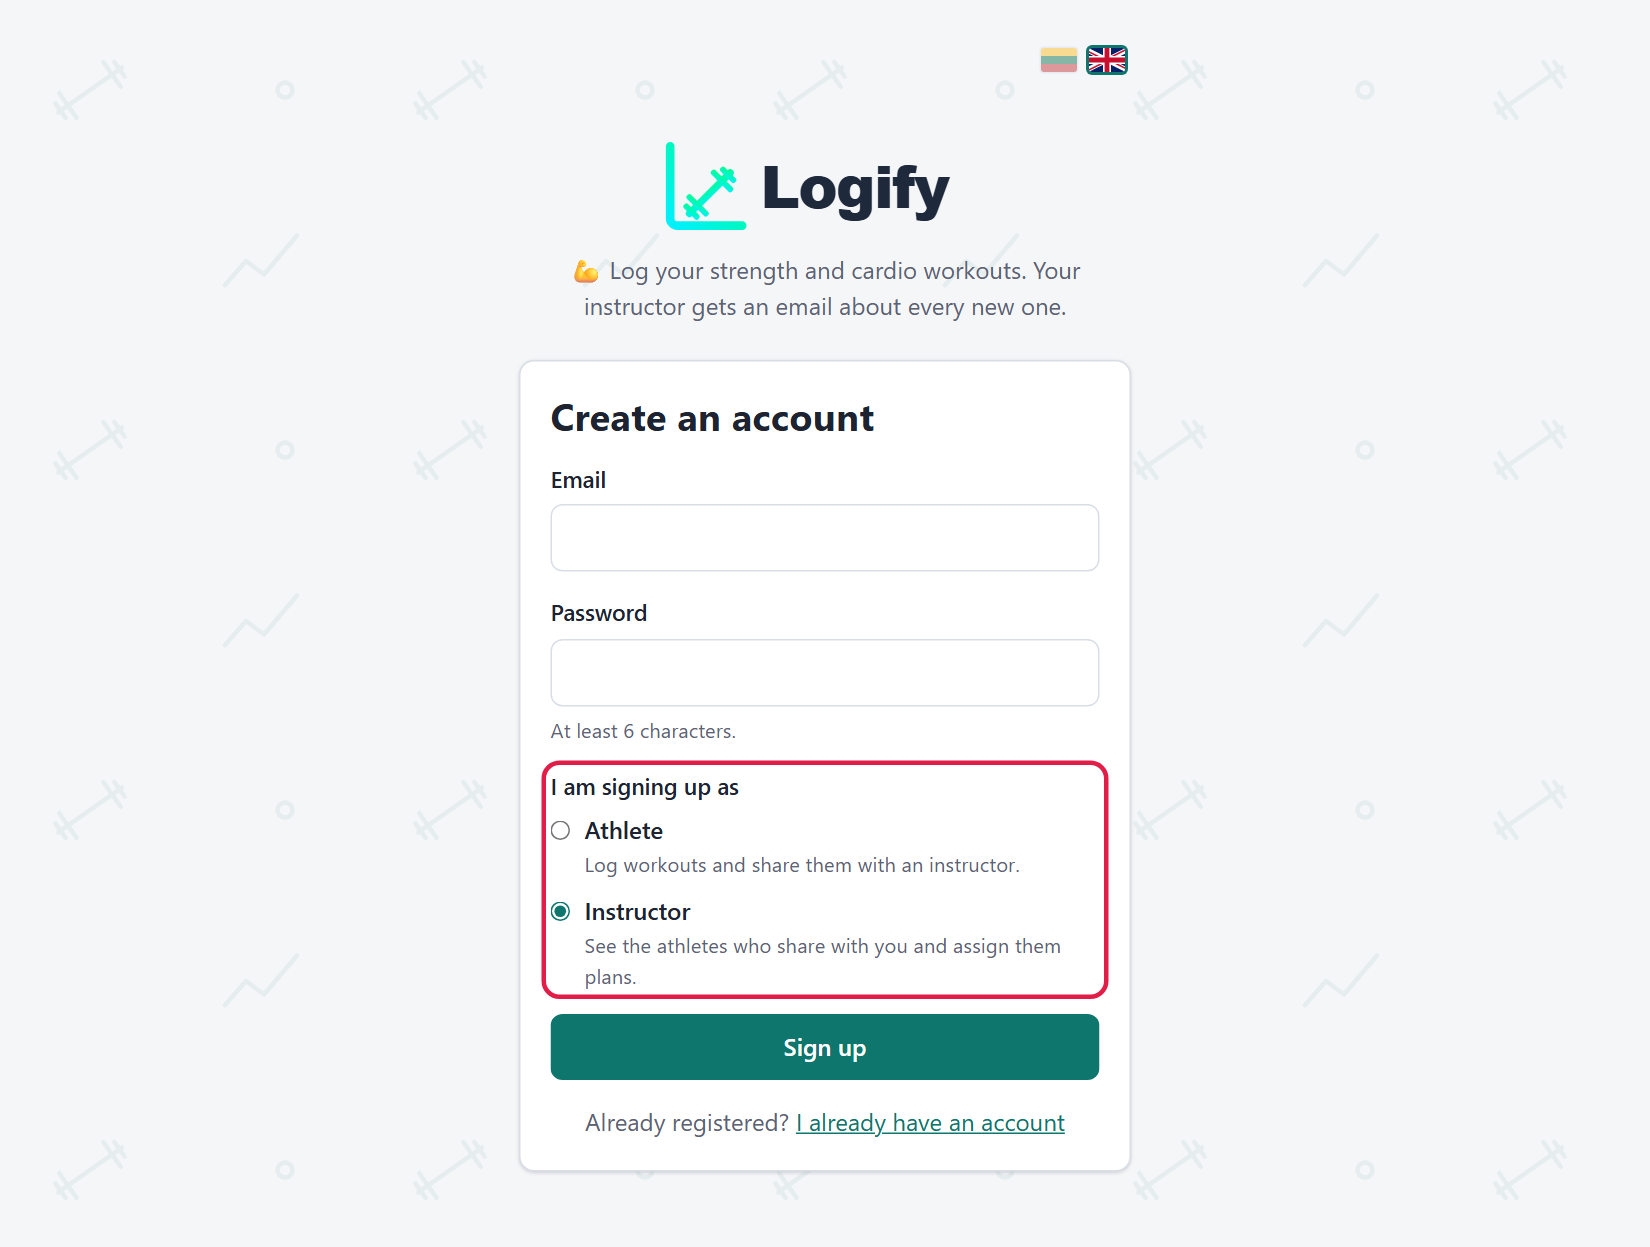 Logify
💪 Log your strength and cardio workouts. Your
instructor gets an email about every new one.
Create an account
Email
Password
At least 6 characters.
I am signing up as
Athlete
Log workouts and share them with an instructor.
Instructor
See the athletes who share with you and assign them
plans.
Sign up
Already registered? I already have an account